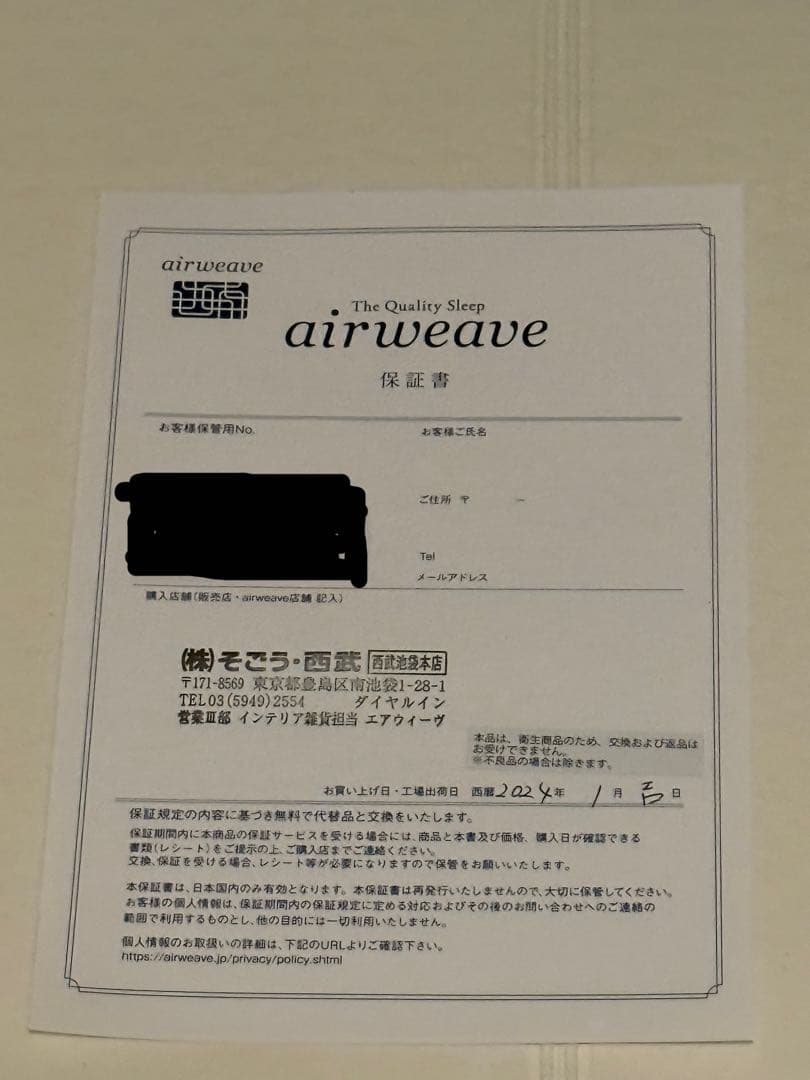 airweave
The Quality Sleep
airweave
保証書
お客様保管用No.
お客様ご氏名
ご住所 〒 －
Tel
メールアドレス
購入店舗(販売店・airweave店舗 記入)
(株)そごう・西武 西武池袋本店
〒171-8569 東京都豊島区南池袋1-28-1
TEL03(5949)2554 ダイヤルイン
営業Ⅲ部 インテリア雑貨担当 エアウィーヴ
本品は、衛生商品のため、交換および返品は
お受けできません。
※不良品の場合は除きます。
お買い上げ日・工場出荷日 西暦2024年 1月 吉日
保証規定の内容に基づき無料で代替品と交換をいたします。
保証期間内に本商品の保証サービスを受ける場合には、商品と本書及び価格、購入日が確認できる
書類(レシート)をご提示の上、ご購入店までご連絡ください。
交換、保証を受ける場合、レシート等が必要になりますので保管をお願いいたします。
本保証書は、日本国内のみ有効となります。本保証書は再発行いたしませんので、大切に保管してください。
お客様の個人情報は、保証期間内の保証規定に定める対応およびその後のお問い合わせへのご連絡の
範囲で利用するものとし、他の目的には一切利用いたしません。
個人情報のお取扱いの詳細は、下記のURLよりご確認下さい。
https://airweave.jp/privacy/policy.shtml